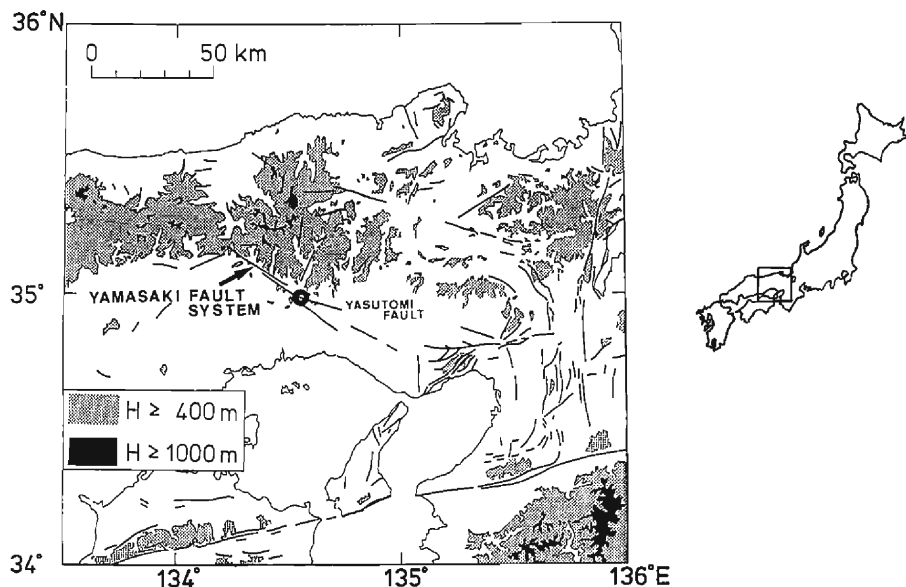 36°N
0 50 km
YAMASAKI FAULT
SYSTEM
YASUTOMI
FAULT
35°
H ≥ 400 m
H ≥ 1000 m
34°
134° 135° 136°E